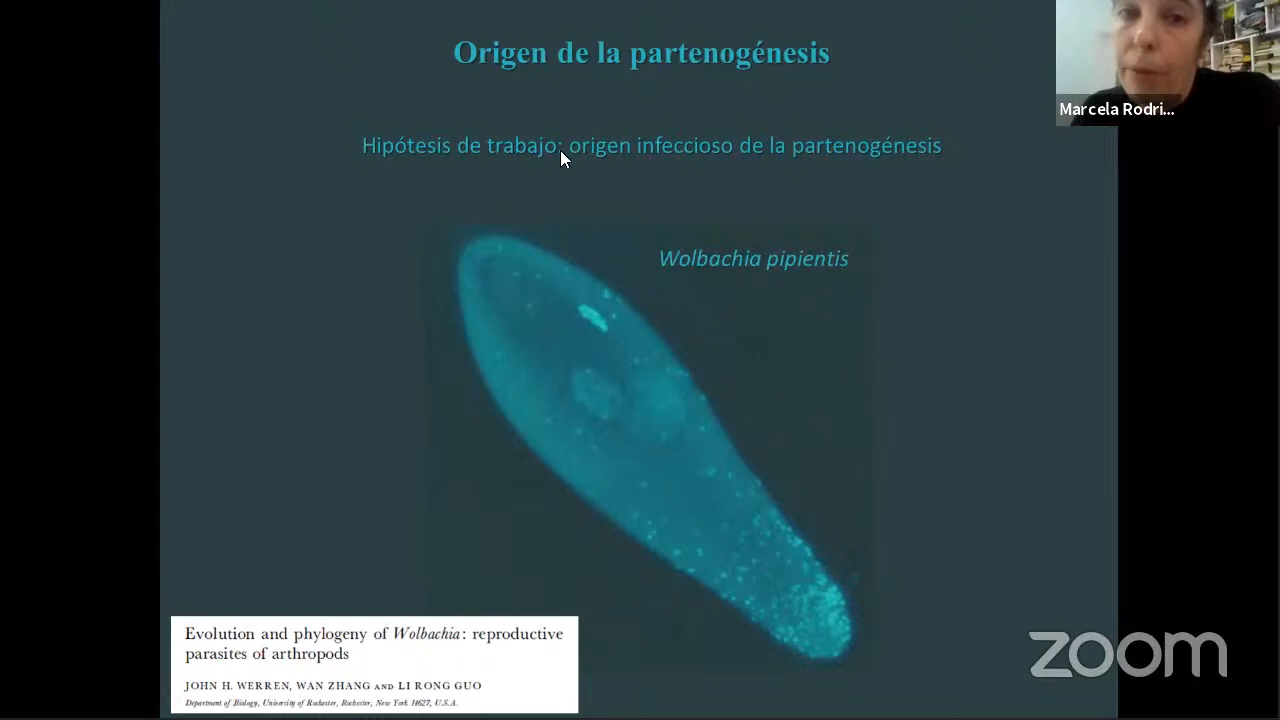 Origen de la partenogénesis
Marcela Rodri...
Hipótesis de trabajo: origen infeccioso de la partenogénesis
Wolbachia pipientis
Evolution and phylogeny of Wolbachia: reproductive
parasites of arthropods
JOHN H. WERREN, WAN ZHANG AND LI RONG GUO
Department of Biology, University of Rochester, Rochester, New York 14627, U.S.A.
zoom